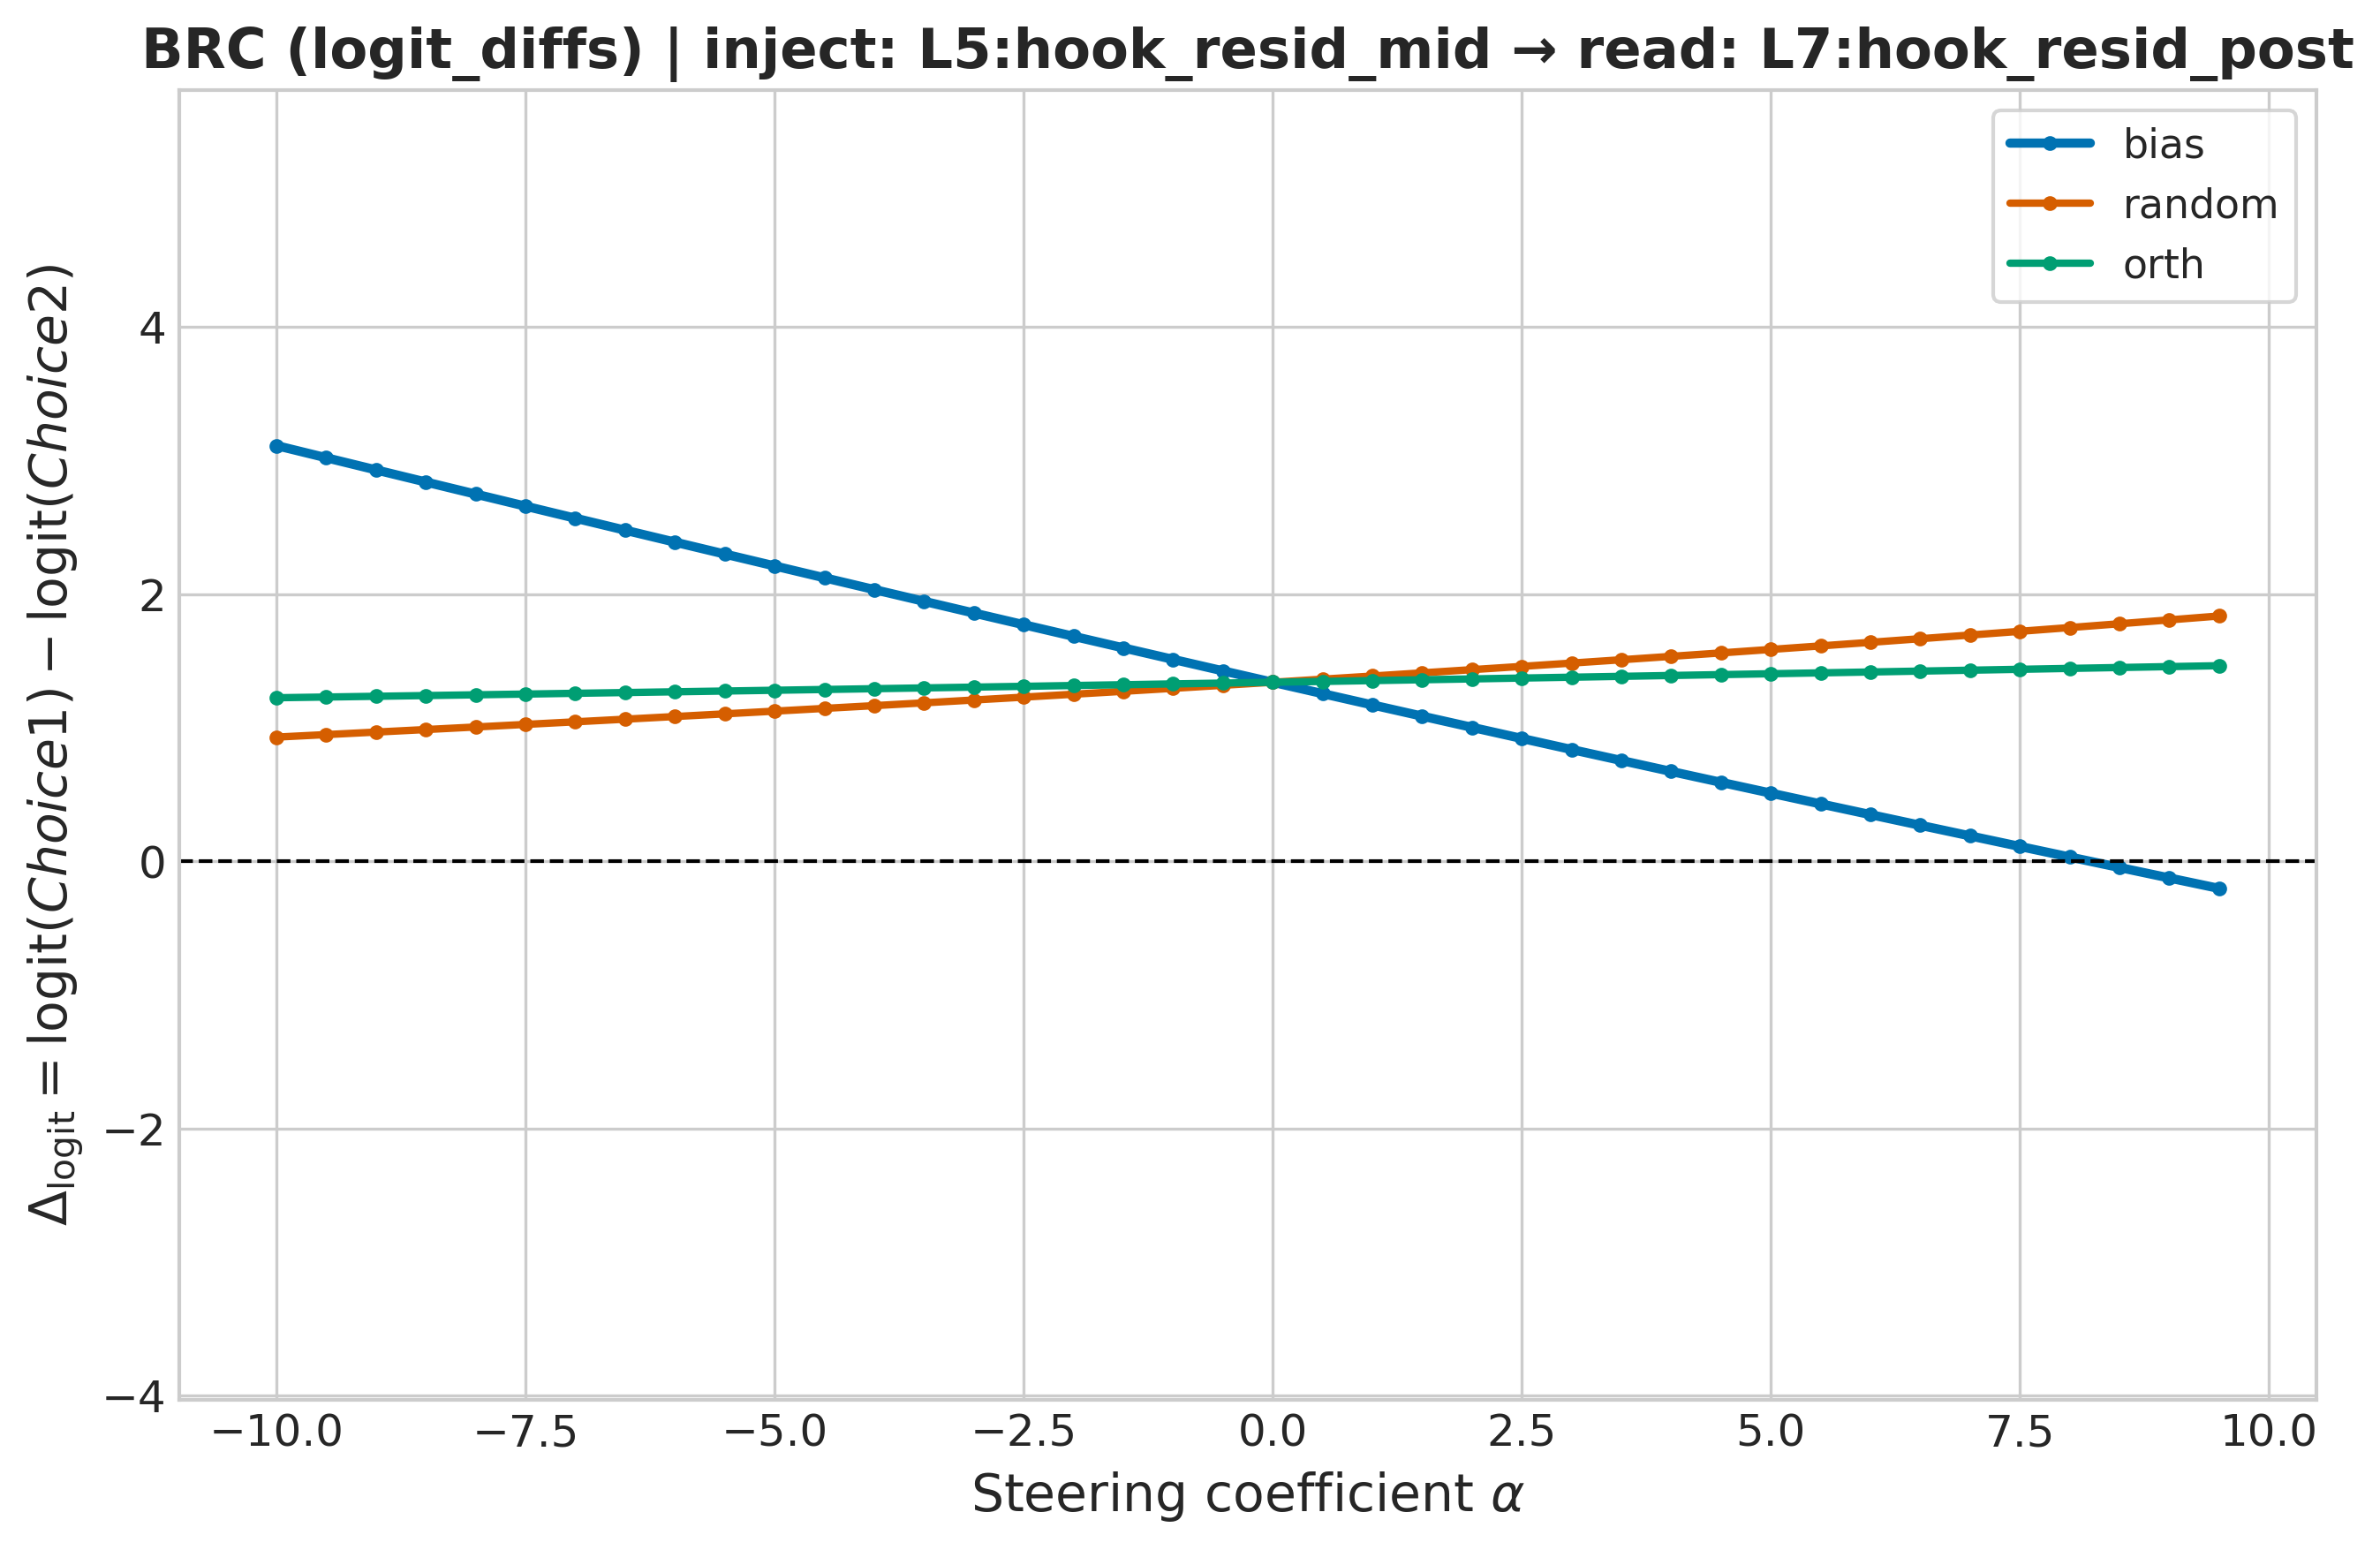 BRC (logit_diffs) | inject: L5:hook_resid_mid → read: L7:hook_resid_post
bias
random
orth
Δlogit = logit(Choice1) − logit(Choice2)
4
2
0
−2
−4
−10.0 −7.5 −5.0 −2.5 0.0 2.5 5.0 7.5 10.0
Steering coefficient α